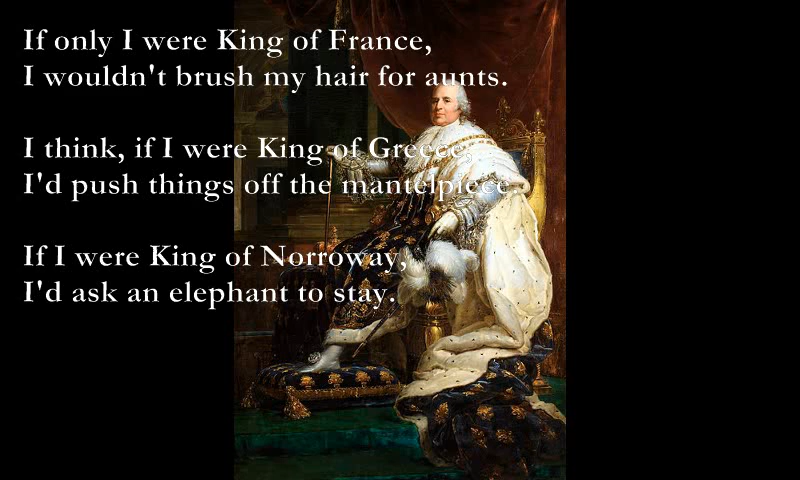 If only I were King of France,
I wouldn't brush my hair for aunts.
I think, if I were King of Greece,
I'd push things off the mantelpiece.
If I were King of Norroway,
I'd ask an elephant to stay.